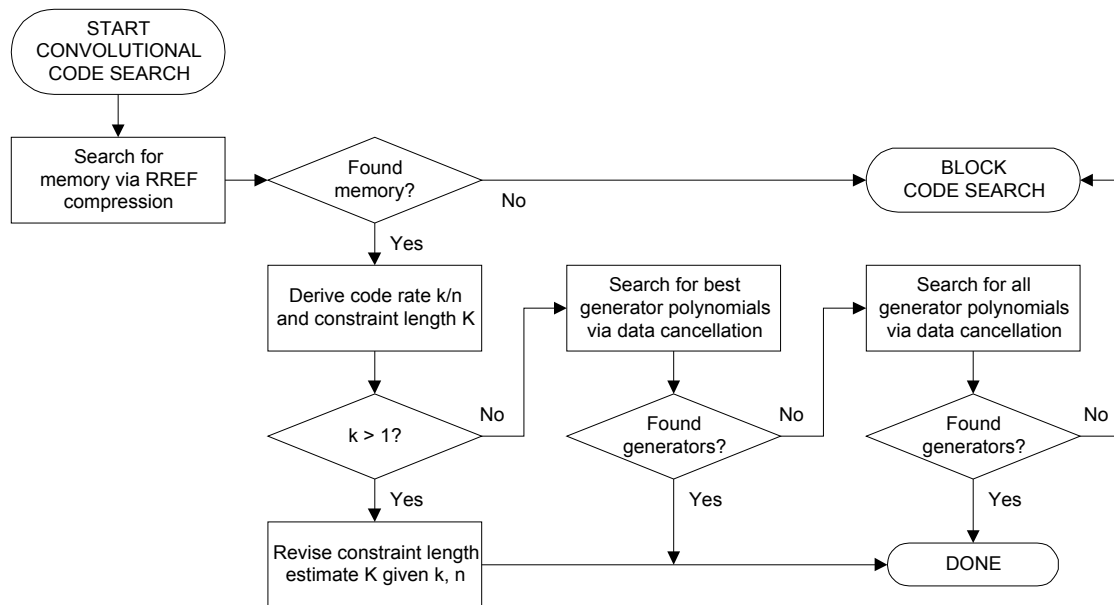 START
CONVOLUTIONAL
CODE SEARCH
Search for
memory via RREF
compression
Found
memory?
No
BLOCK
CODE SEARCH
Yes
Derive code rate k/n
and constraint length K
Search for best
generator polynomials
via data cancellation
Search for all
generator polynomials
via data cancellation
k > 1?
No
Found
generators?
No
Found
generators?
No
Yes
Yes
Yes
Revise constraint length
estimate K given k, n
DONE